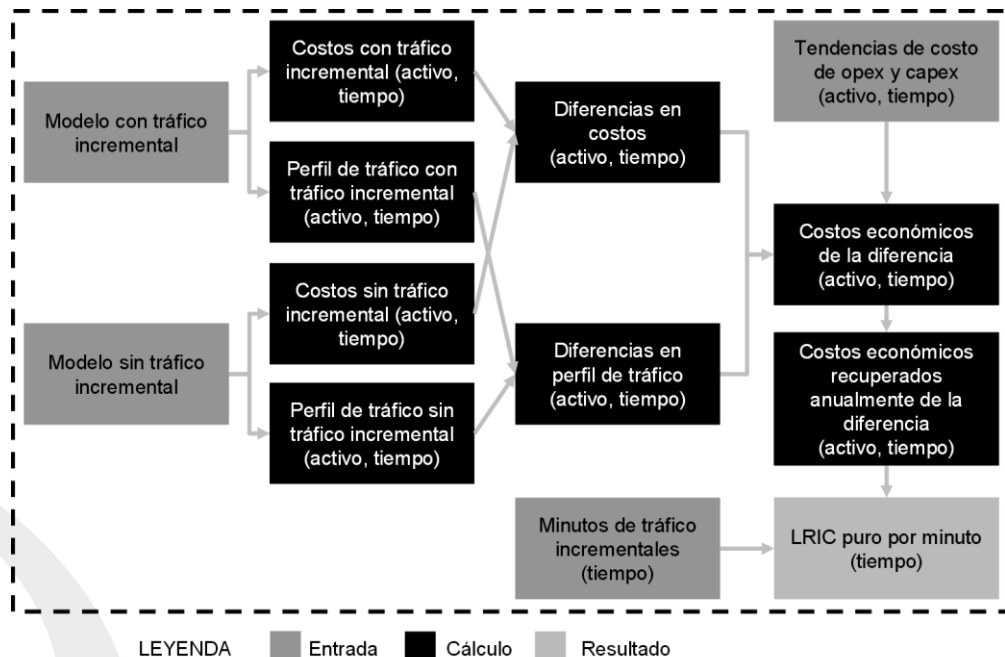 Modelo con tráfico
incremental
Costos con tráfico
incremental (activo,
tiempo)
Perfil de tráfico con
tráfico incremental
(activo, tiempo)
Modelo sin tráfico
incremental
Costos sin tráfico
incremental (activo,
tiempo)
Perfil de tráfico sin
tráfico incremental
(activo, tiempo)
Diferencias en
costos
(activo, tiempo)
Diferencias en
perfil de tráfico
(activo, tiempo)
Tendencias de costo
de opex y capex
(activo, tiempo)
Costos económicos
de la diferencia
(activo, tiempo)
Costos económicos
recuperados
anualmente de la
diferencia
(activo, tiempo)
Minutos de tráfico
incrementales
(tiempo)
LRIC puro por minuto
(tiempo)
LEYENDA Entrada Cálculo Resultado